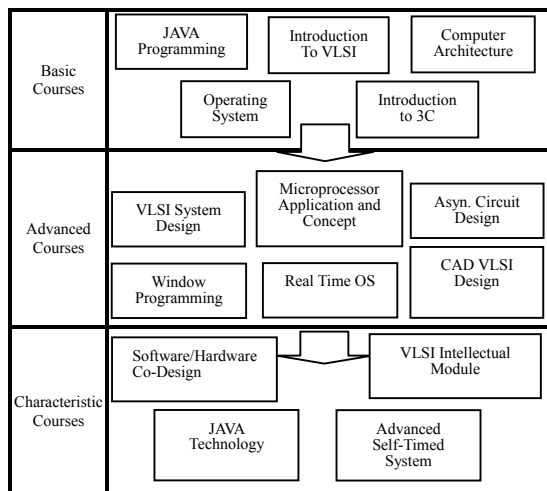 Basic
Courses
JAVA
Programming
Introduction
To VLSI
Computer
Architecture
Operating
System
Introduction
to 3C
Advanced
Courses
VLSI System
Design
Microprocessor
Application and
Concept
Asyn. Circuit
Design
Window
Programming
Real Time OS
CAD VLSI
Design
Characteristic
Courses
Software/Hardware
Co-Design
VLSI Intellectual
Module
JAVA
Technology
Advanced
Self-Timed
System